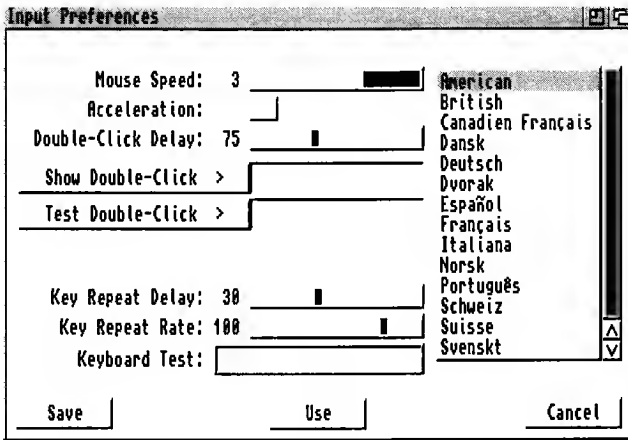 Input Preferences
Mouse Speed: 3
Acceleration:
Double-Click Delay: 75
Show Double-Click >
Test Double-Click >
Key Repeat Delay: 30
Key Repeat Rate: 100
Keyboard Test:
American
British
Canadien Français
Dansk
Deutsch
Dvorak
Español
Français
Italiana
Norsk
Português
Schweiz
Suisse
Svenskt
Save
Use
Cancel